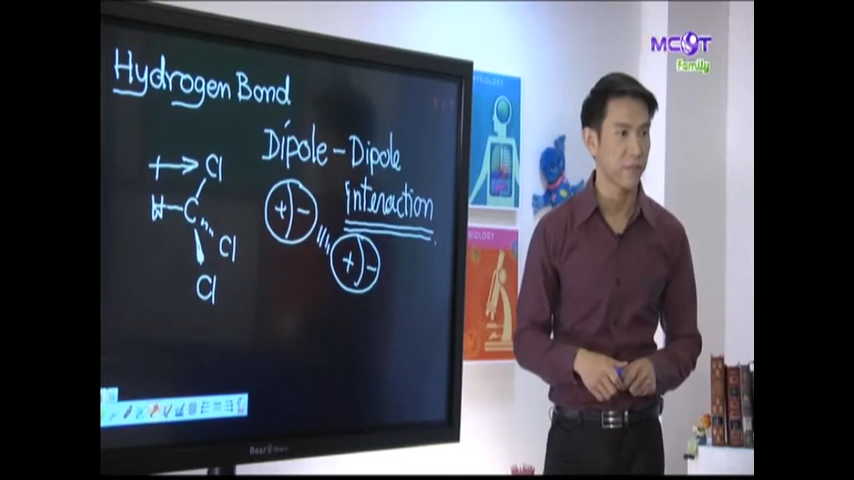 Hydrogen Bond
Dipole - Dipole
interaction
Cl
H-C
Cl
Cl
+ -
+ -
MCOT
Family